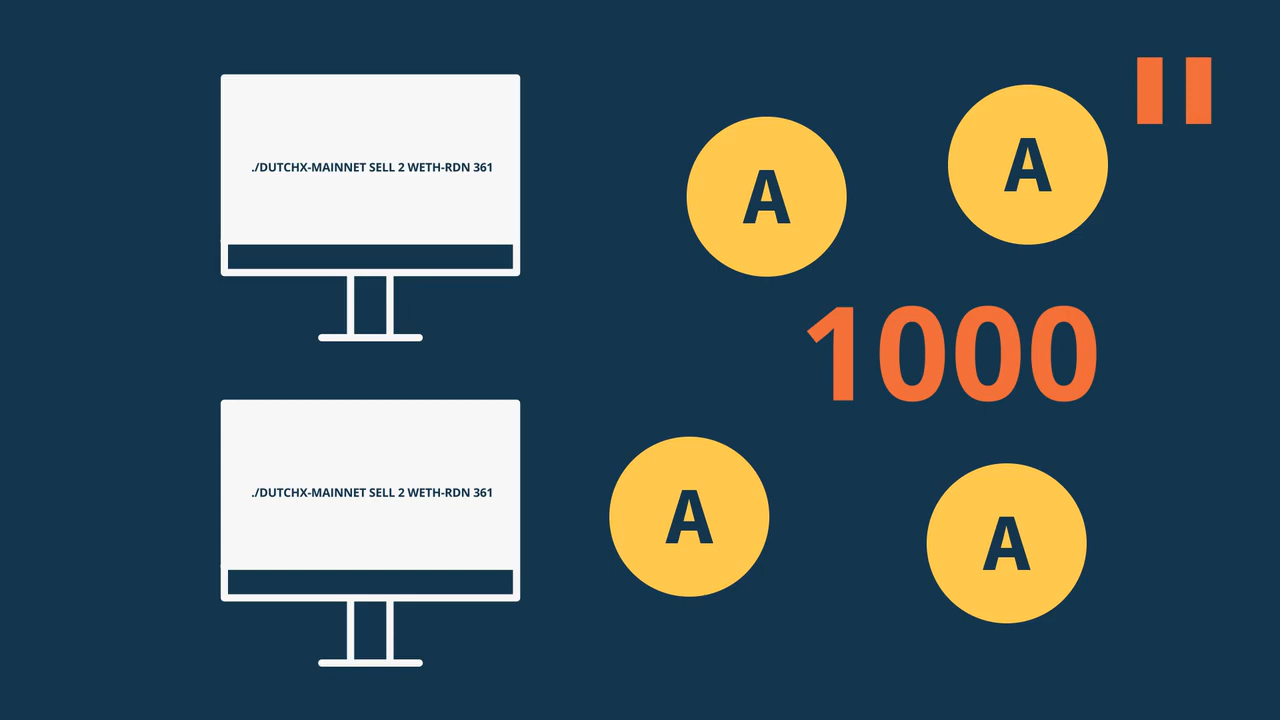 ./DUTCHX-MAINNET SELL 2 WETH-RDN 361
A
A
"
1000
./DUTCHX-MAINNET SELL 2 WETH-RDN 361
A
A